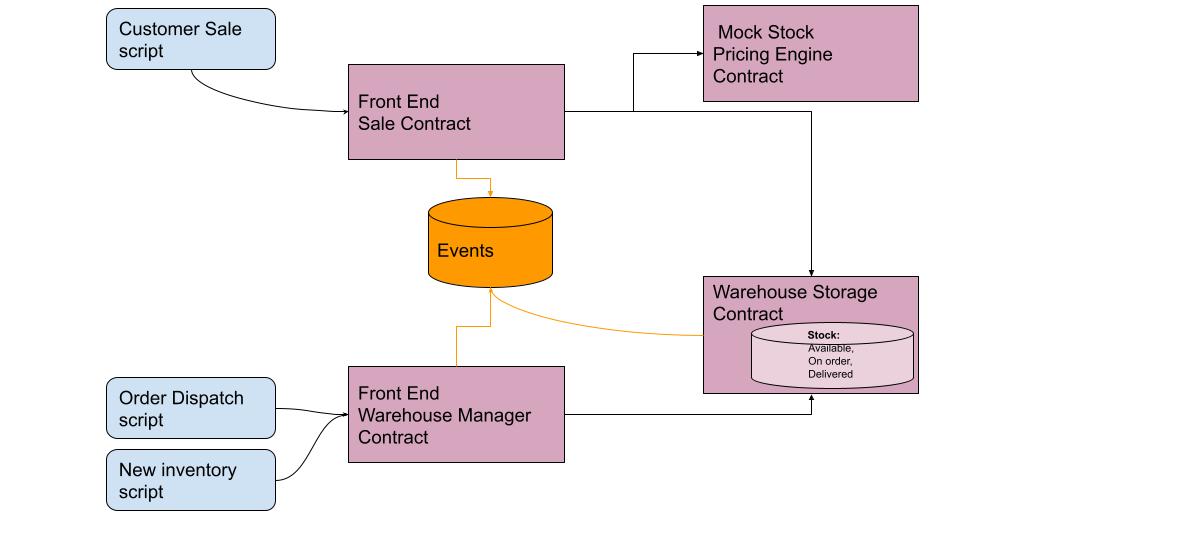 Customer Sale
script
Mock Stock
Pricing Engine
Contract
Front End
Sale Contract
Events
Warehouse Storage
Contract
Stock:
Available,
On order,
Delivered
Order Dispatch
script
Front End
Warehouse Manager
Contract
New inventory
script